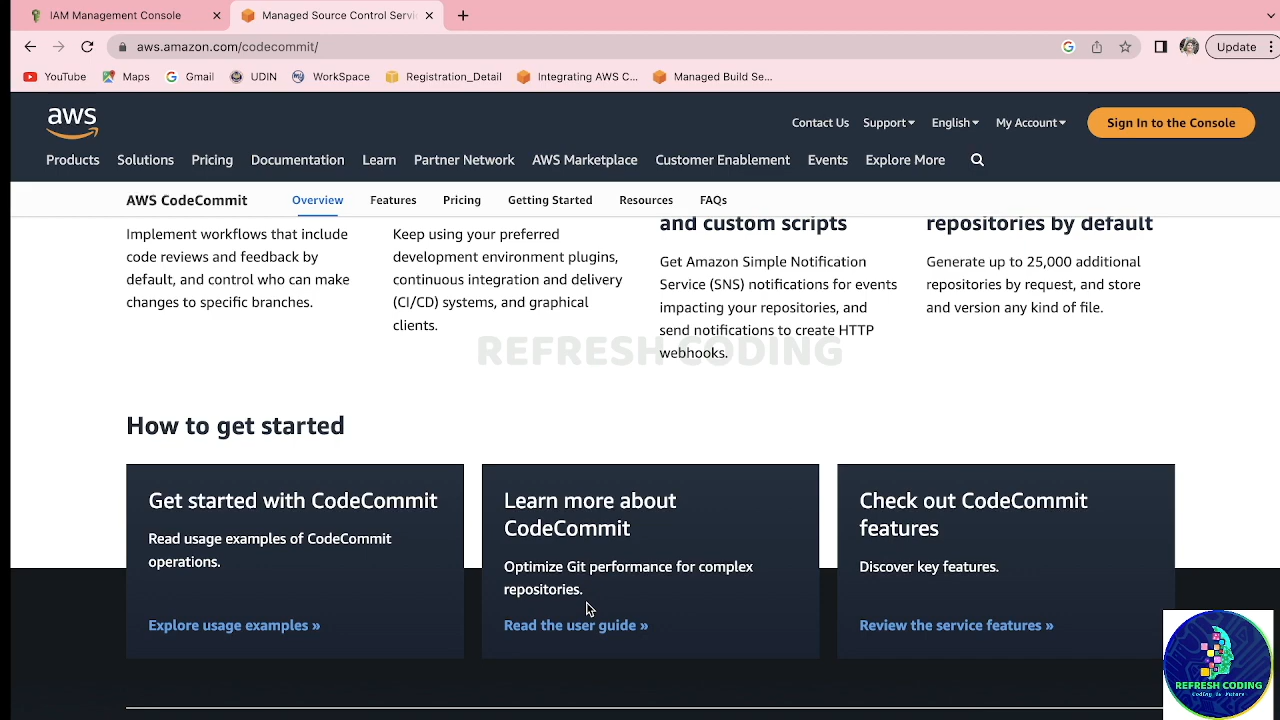 IAM Management Console
Managed Source Control Servi
aws.amazon.com/codecommit/
Update
YouTube
Maps
Gmail
UDIN
WorkSpace
Registration_Detail
Integrating AWS C...
Managed Build Se...
aws
Contact Us
Support
English
My Account
Sign In to the Console
Products
Solutions
Pricing
Documentation
Learn
Partner Network
AWS Marketplace
Customer Enablement
Events
Explore More
AWS CodeCommit
Overview
Features
Pricing
Getting Started
Resources
FAQs
Implement workflows that include
code reviews and feedback by
default, and control who can make
changes to specific branches.
Keep using your preferred
development environment plugins,
continuous integration and delivery
(CI/CD) systems, and graphical
clients.
and custom scripts
Get Amazon Simple Notification
Service (SNS) notifications for events
impacting your repositories, and
send notifications to create HTTP
webhooks.
repositories by default
Generate up to 25,000 additional
repositories by request, and store
and version any kind of file.
REFRESH CODING
How to get started
Get started with CodeCommit
Read usage examples of CodeCommit
operations.
Explore usage examples »
Learn more about
CodeCommit
Optimize Git performance for complex
repositories.
Read the user guide »
Check out CodeCommit
features
Discover key features.
Review the service features »
REFRESH CODING
Coding Is Future